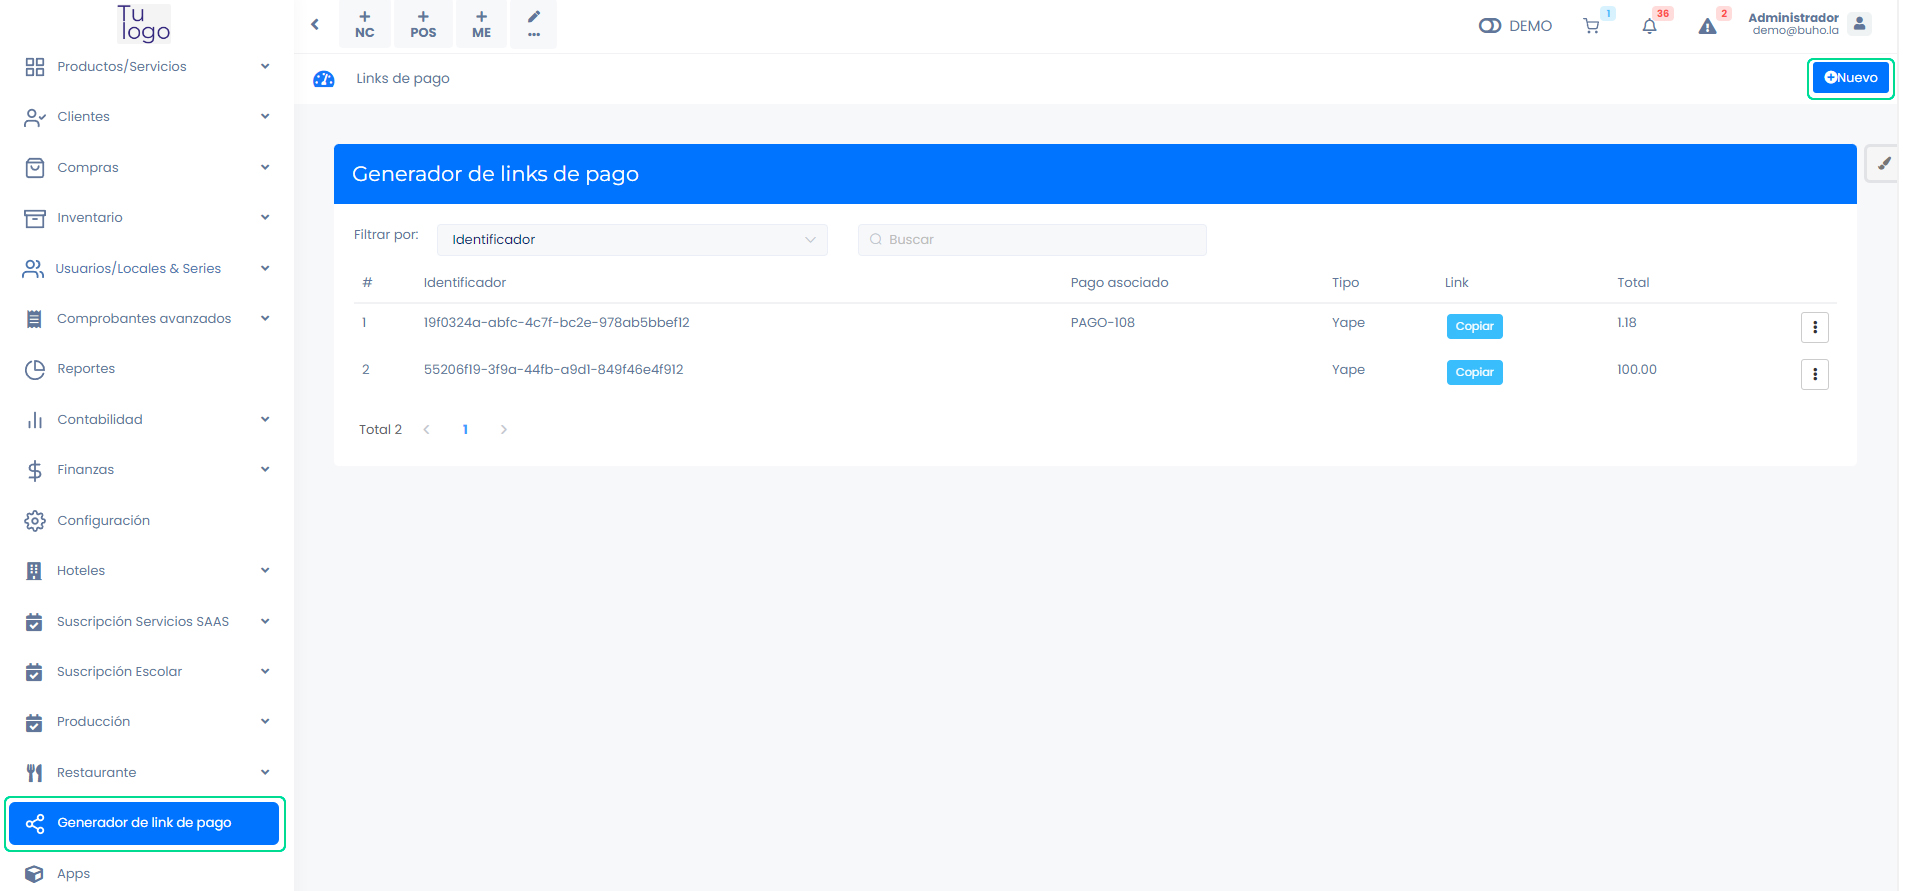 Tu
logo
Productos/Servicios
Clientes
Compras
Inventario
Usuarios/Locales & Series
Comprobantes avanzados
Reportes
Contabilidad
Finanzas
Configuración
Hoteles
Suscripción Servicios SAAS
Suscripción Escolar
Producción
Restaurante
Generador de link de pago
Apps
NC POS ME ...
DEMO 1 36 2 Administrador
demo@buho.la
Links de pago Nuevo
Generador de links de pago
Filtrar por: Identificador Buscar
# Identificador Pago asociado Tipo Link Total
1 19f0324a-abfc-4c7f-bc2e-978ab5bbef12 PAGO-108 Yape Copiar 1.18
2 55206f19-3f9a-44fb-a9d1-849f46e4f912 Yape Copiar 100.00
Total 2 1